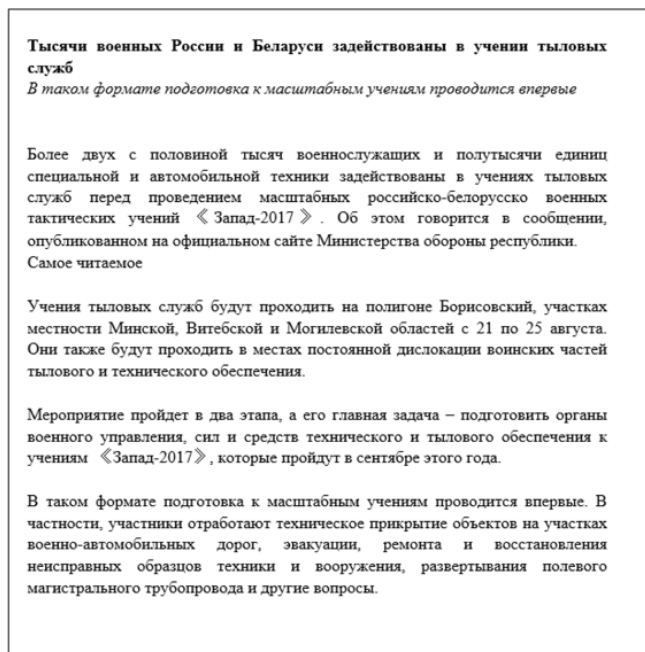 Тысячи военных России и Беларуси задействованы в учении тыловых
служб
В таком формате подготовка к масштабным учениям проводится впервые
Более двух с половиной тысяч военнослужащих и полутысячи единиц
специальной и автомобильной техники задействованы в учениях тыловых
служб перед проведением масштабных российско-белорусско военных
тактических учений 《Запад-2017》. Об этом говорится в сообщении,
опубликованном на официальном сайте Министерства обороны республики.
Самое читаемое
Учения тыловых служб будут проходить на полигоне Борисовский, участках
местности Минской, Витебской и Могилевской областей с 21 по 25 августа.
Они также будут проходить в местах постоянной дислокации воинских частей
тылового и технического обеспечения.
Мероприятие пройдет в два этапа, а его главная задача – подготовить органы
военного управления, сил и средств технического и тылового обеспечения к
учениям 《Запад-2017》, которые пройдут в сентябре этого года.
В таком формате подготовка к масштабным учениям проводится впервые. В
частности, участники отработают техническое прикрытие объектов на участках
военно-автомобильных дорог, эвакуации, ремонта и восстановления
неисправных образцов техники и вооружения, развертывания полевого
магистрального трубопровода и другие вопросы.